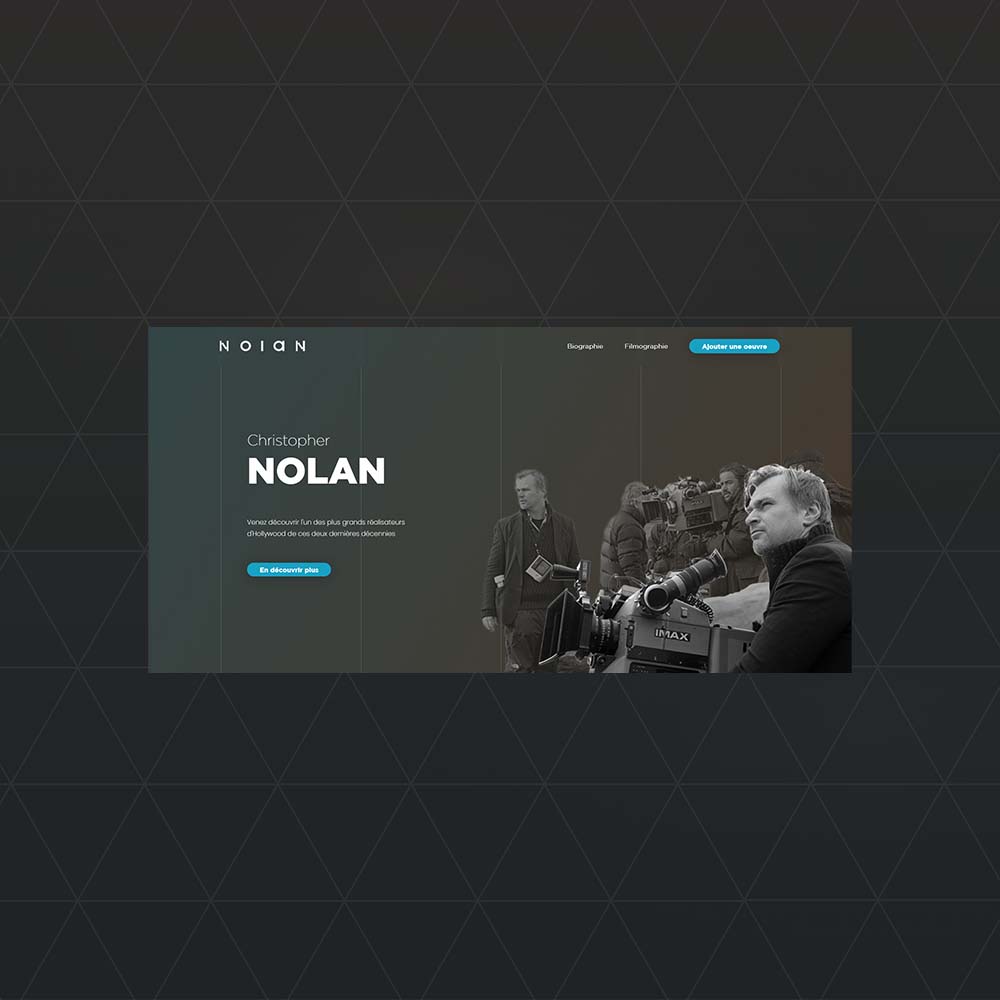 NOlaN
Biographie
Filmographie
Ajouter une oeuvre
Christopher
NOLAN
Venez découvrir l'un des plus grands réalisateurs
d'Hollywood de ces deux dernières décennies
En découvrir plus
IMAX